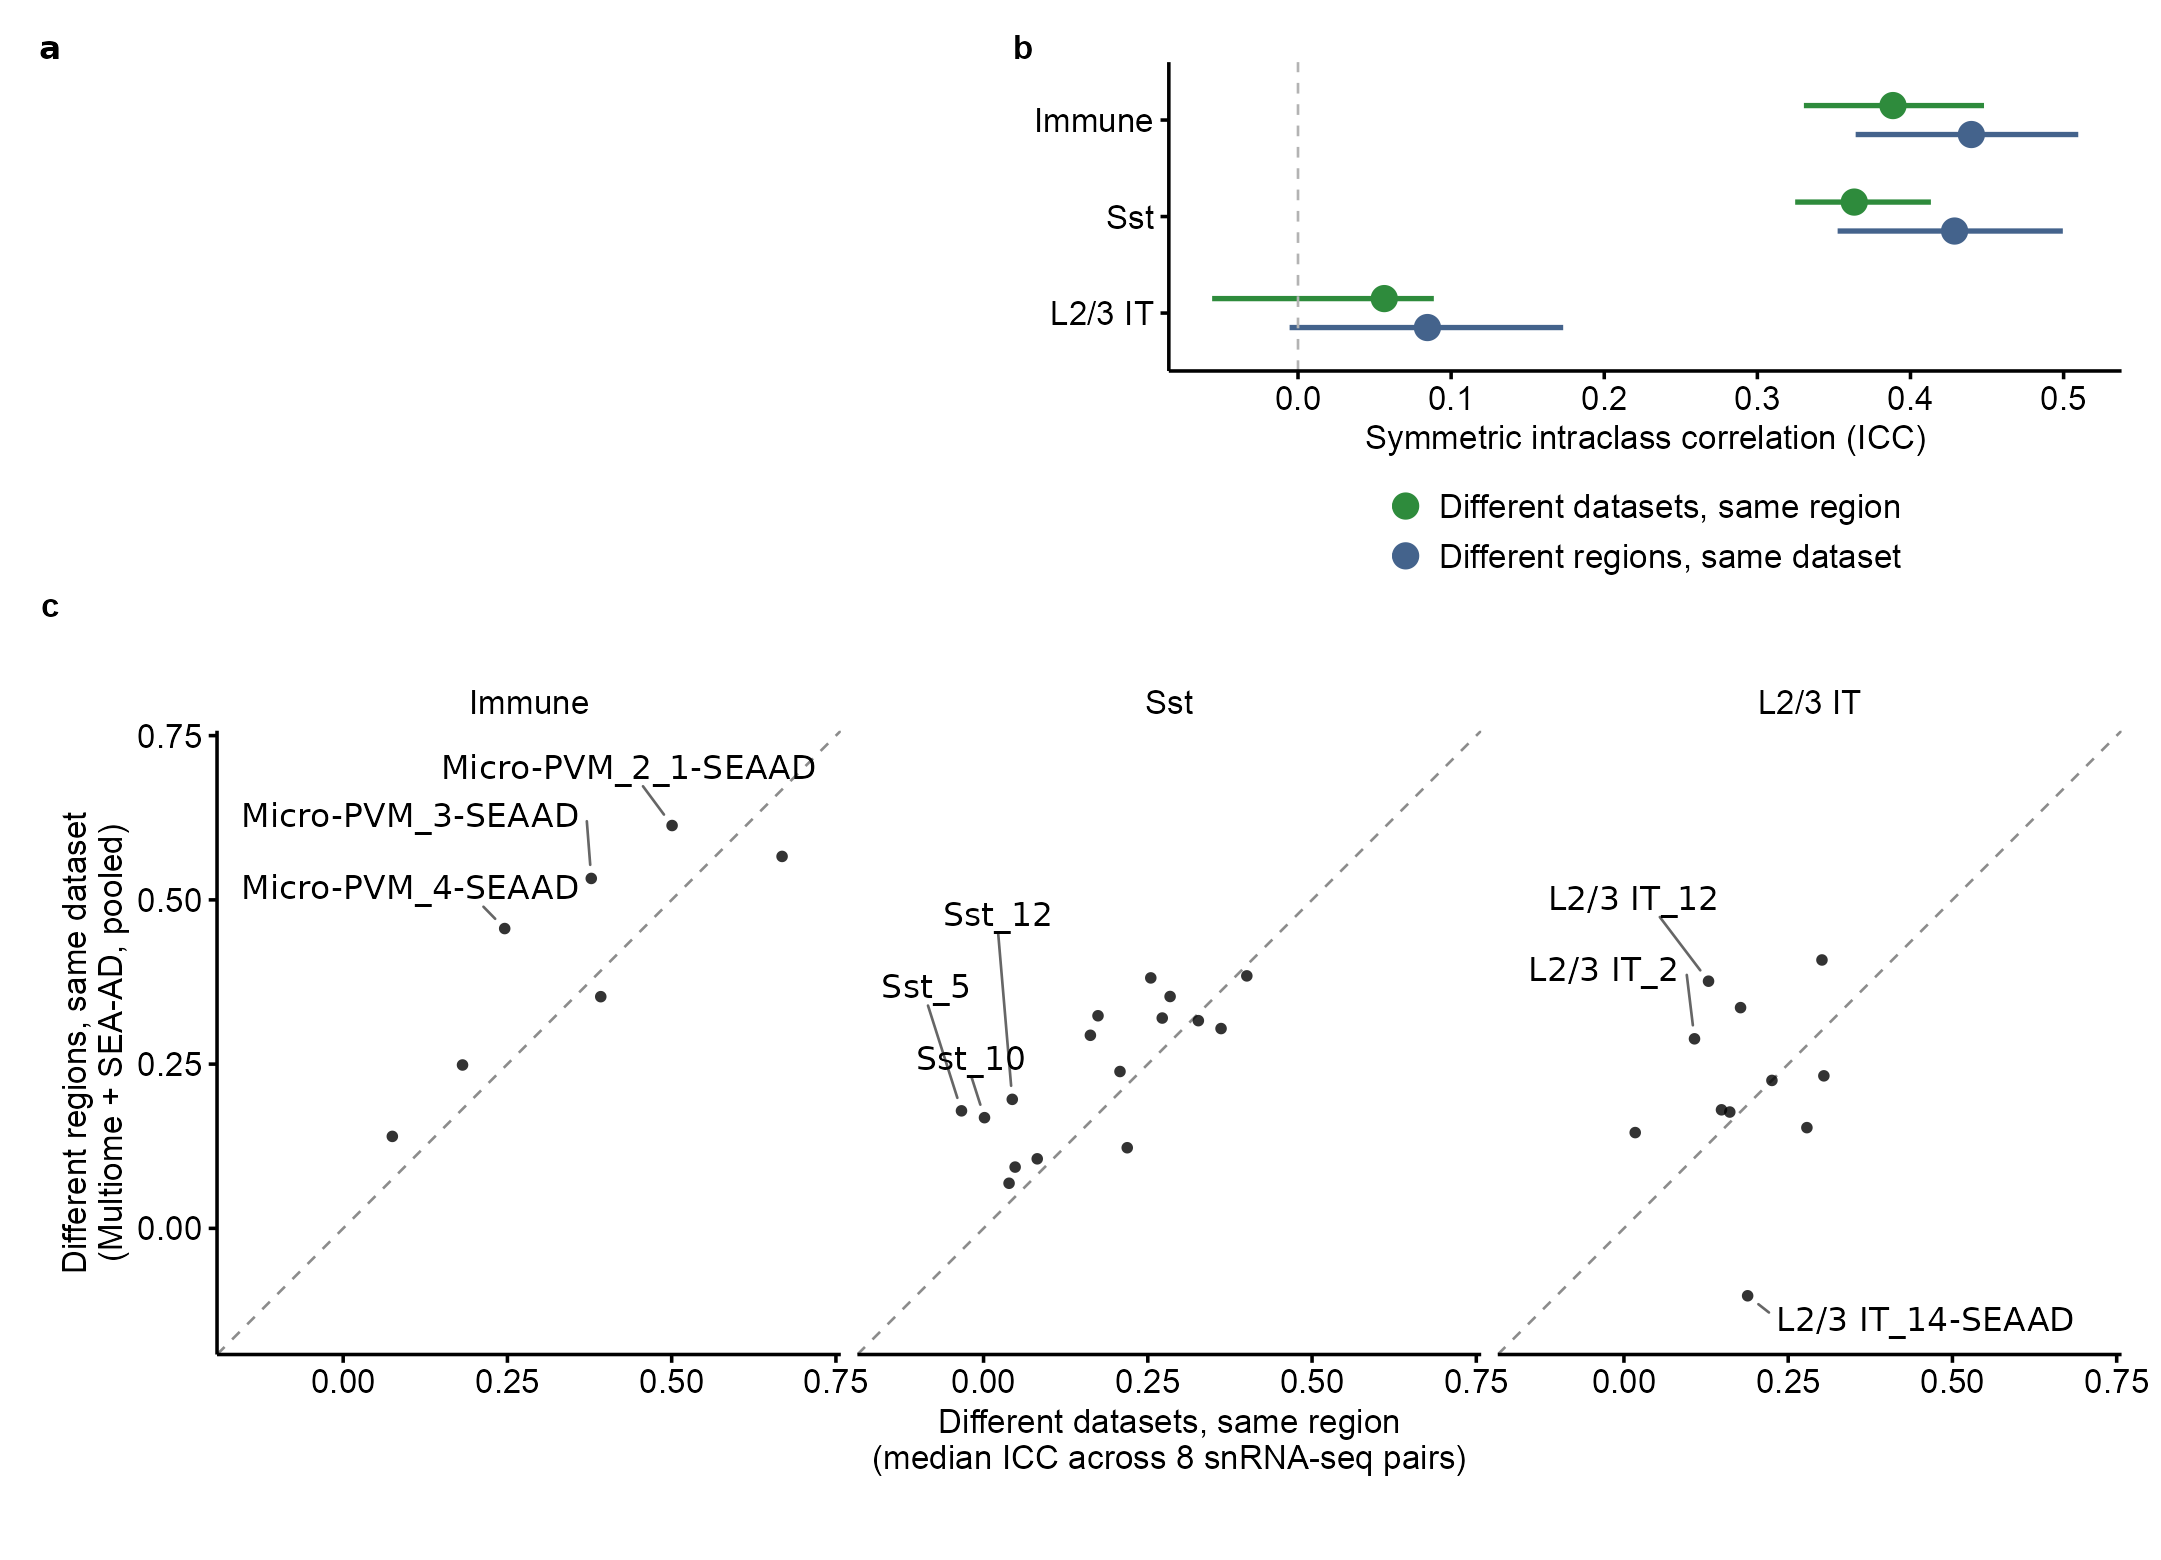 a
b
Immune
Sst
L2/3 IT
0.0 0.1 0.2 0.3 0.4 0.5
Symmetric intraclass correlation (ICC)
Different datasets, same region
Different regions, same dataset
c
Different regions, same dataset
(Multiome + SEA-AD, pooled)
0.75
0.50
0.25
0.00
Immune
Micro-PVM_2_1-SEAAD
Micro-PVM_3-SEAAD
Micro-PVM_4-SEAAD
0.00 0.25 0.50 0.75
Sst
Sst_12
Sst_5
Sst_10
0.00 0.25 0.50 0.75
L2/3 IT
L2/3 IT_12
L2/3 IT_2
L2/3 IT_14-SEAAD
0.00 0.25 0.50 0.75
Different datasets, same region
(median ICC across 8 snRNA-seq pairs)